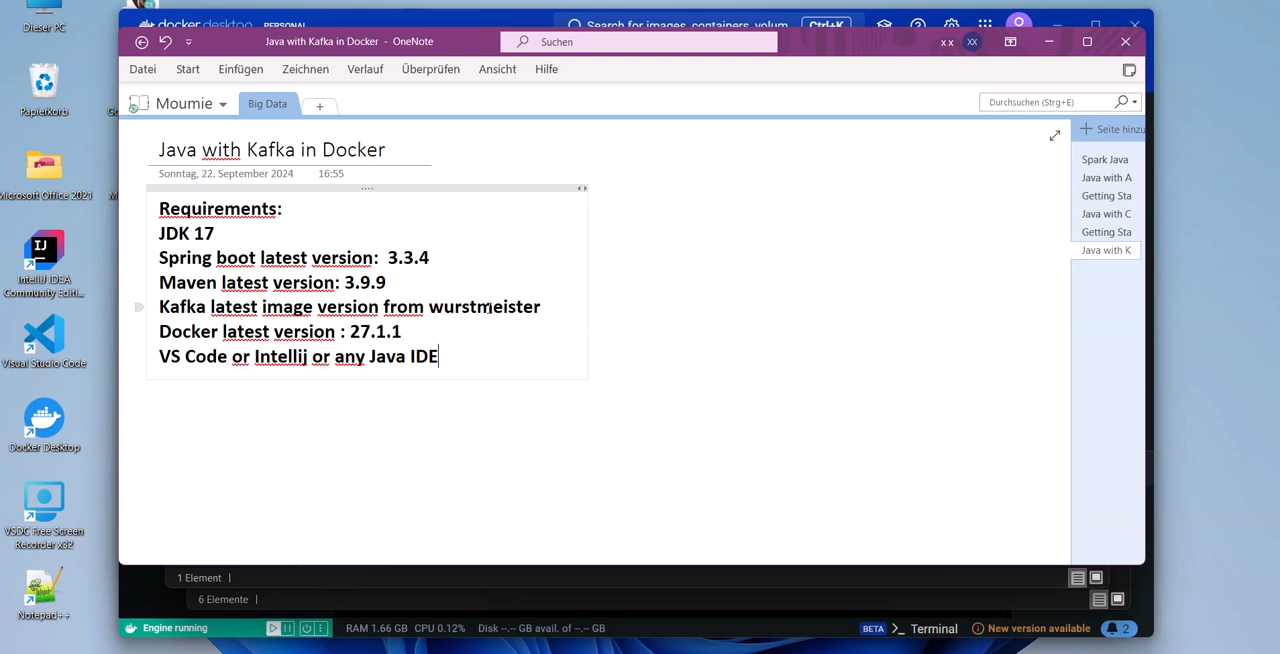 Dieser PC
Papierkorb
Microsoft Office 2021
IntelliJ IDEA
Community Editi...
Visual Studio Code
Docker Desktop
VSDC Free Screen
Recorder x32
Notepad++
docker desktop PERSONAL
Search for images, containers, volum Ctrl+K
Java with Kafka in Docker - OneNote
Suchen
x x XX
Datei Start Einfügen Zeichnen Verlauf Überprüfen Ansicht Hilfe
Moumie Big Data +
Durchsuchen (Strg+E)
Seite hinzu
Spark Java
Java with A
Getting Sta
Java with C
Getting Sta
Java with K
Java with Kafka in Docker
Sonntag, 22. September 2024 16:55
Requirements:
JDK 17
Spring boot latest version: 3.3.4
Maven latest version: 3.9.9
Kafka latest image version from wurstmeister
Docker latest version : 27.1.1
VS Code or Intellij or any Java IDE
1 Element
6 Elemente
Engine running RAM 1.66 GB CPU 0.12% Disk --.-- GB avail. of --.-- GB
BETA >_ Terminal New version available 2